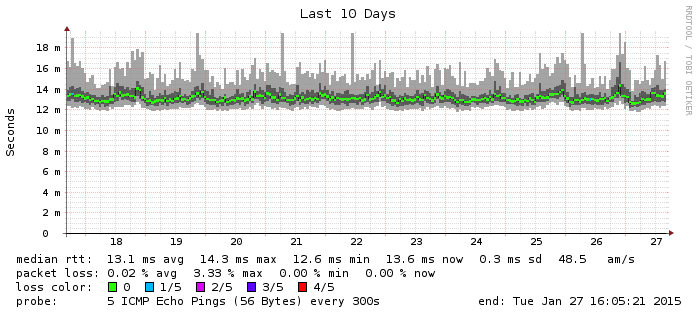 Last 10 Days
RRDTOOL / TOBI OETIKER
Seconds
18 m
16 m
14 m
12 m
10 m
8 m
6 m
4 m
2 m
0
18 19 20 21 22 23 24 25 26 27
median rtt: 13.1 ms avg 14.3 ms max 12.6 ms min 13.6 ms now 0.3 ms sd 48.5 am/s
packet loss: 0.02 % avg 3.33 % max 0.00 % min 0.00 % now
loss color: 0 1/5 2/5 3/5 4/5
probe: 5 ICMP Echo Pings (56 Bytes) every 300s end: Tue Jan 27 16:05:21 2015